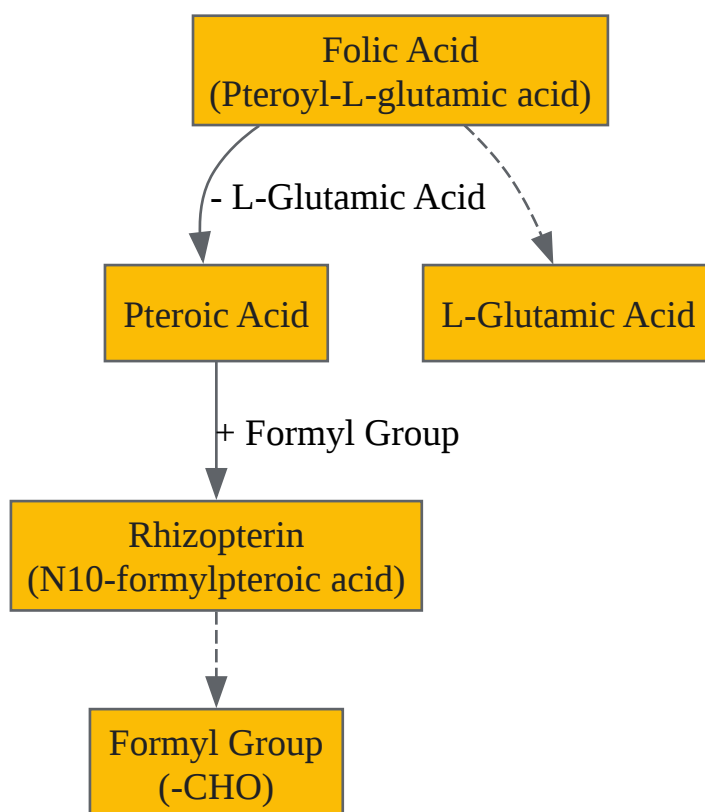 Folic Acid
(Pteroyl-L-glutamic acid)
- L-Glutamic Acid
Pteroic Acid
L-Glutamic Acid
+ Formyl Group
Rhizopterin
(N10-formylpteroic acid)
Formyl Group
(-CHO)